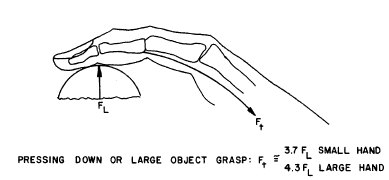 F_L
F_t
PRESSING DOWN OR LARGE OBJECT GRASP: F_t ≅ 3.7 F_L SMALL HAND
4.3 F_L LARGE HAND